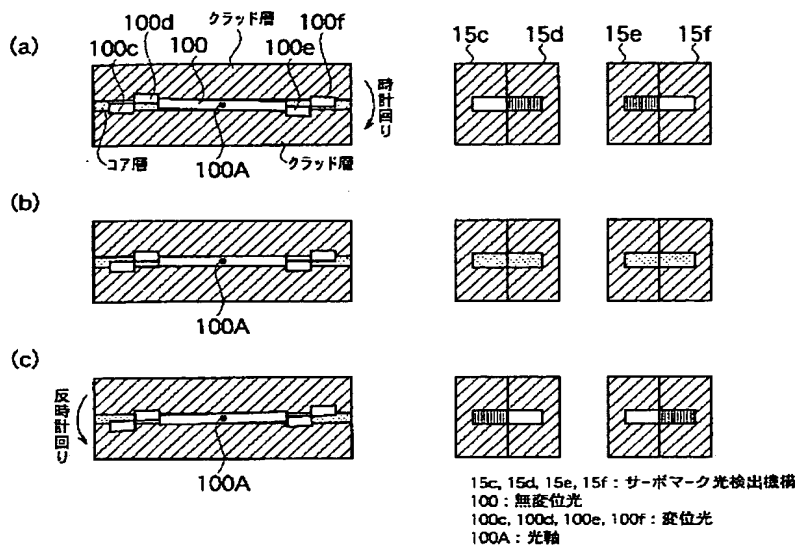 (a)
100d
クラッド層
100f
100c
100
100e
15c
15d
15e
15f
時計回り
コア層
100A
クラッド層
(b)
100A
(c)
反時計回り
100A
15c, 15d, 15e, 15f : サーボマーク光検出機構
100 : 無変位光
100c, 100d, 100e, 100f : 変位光
100A : 光軸